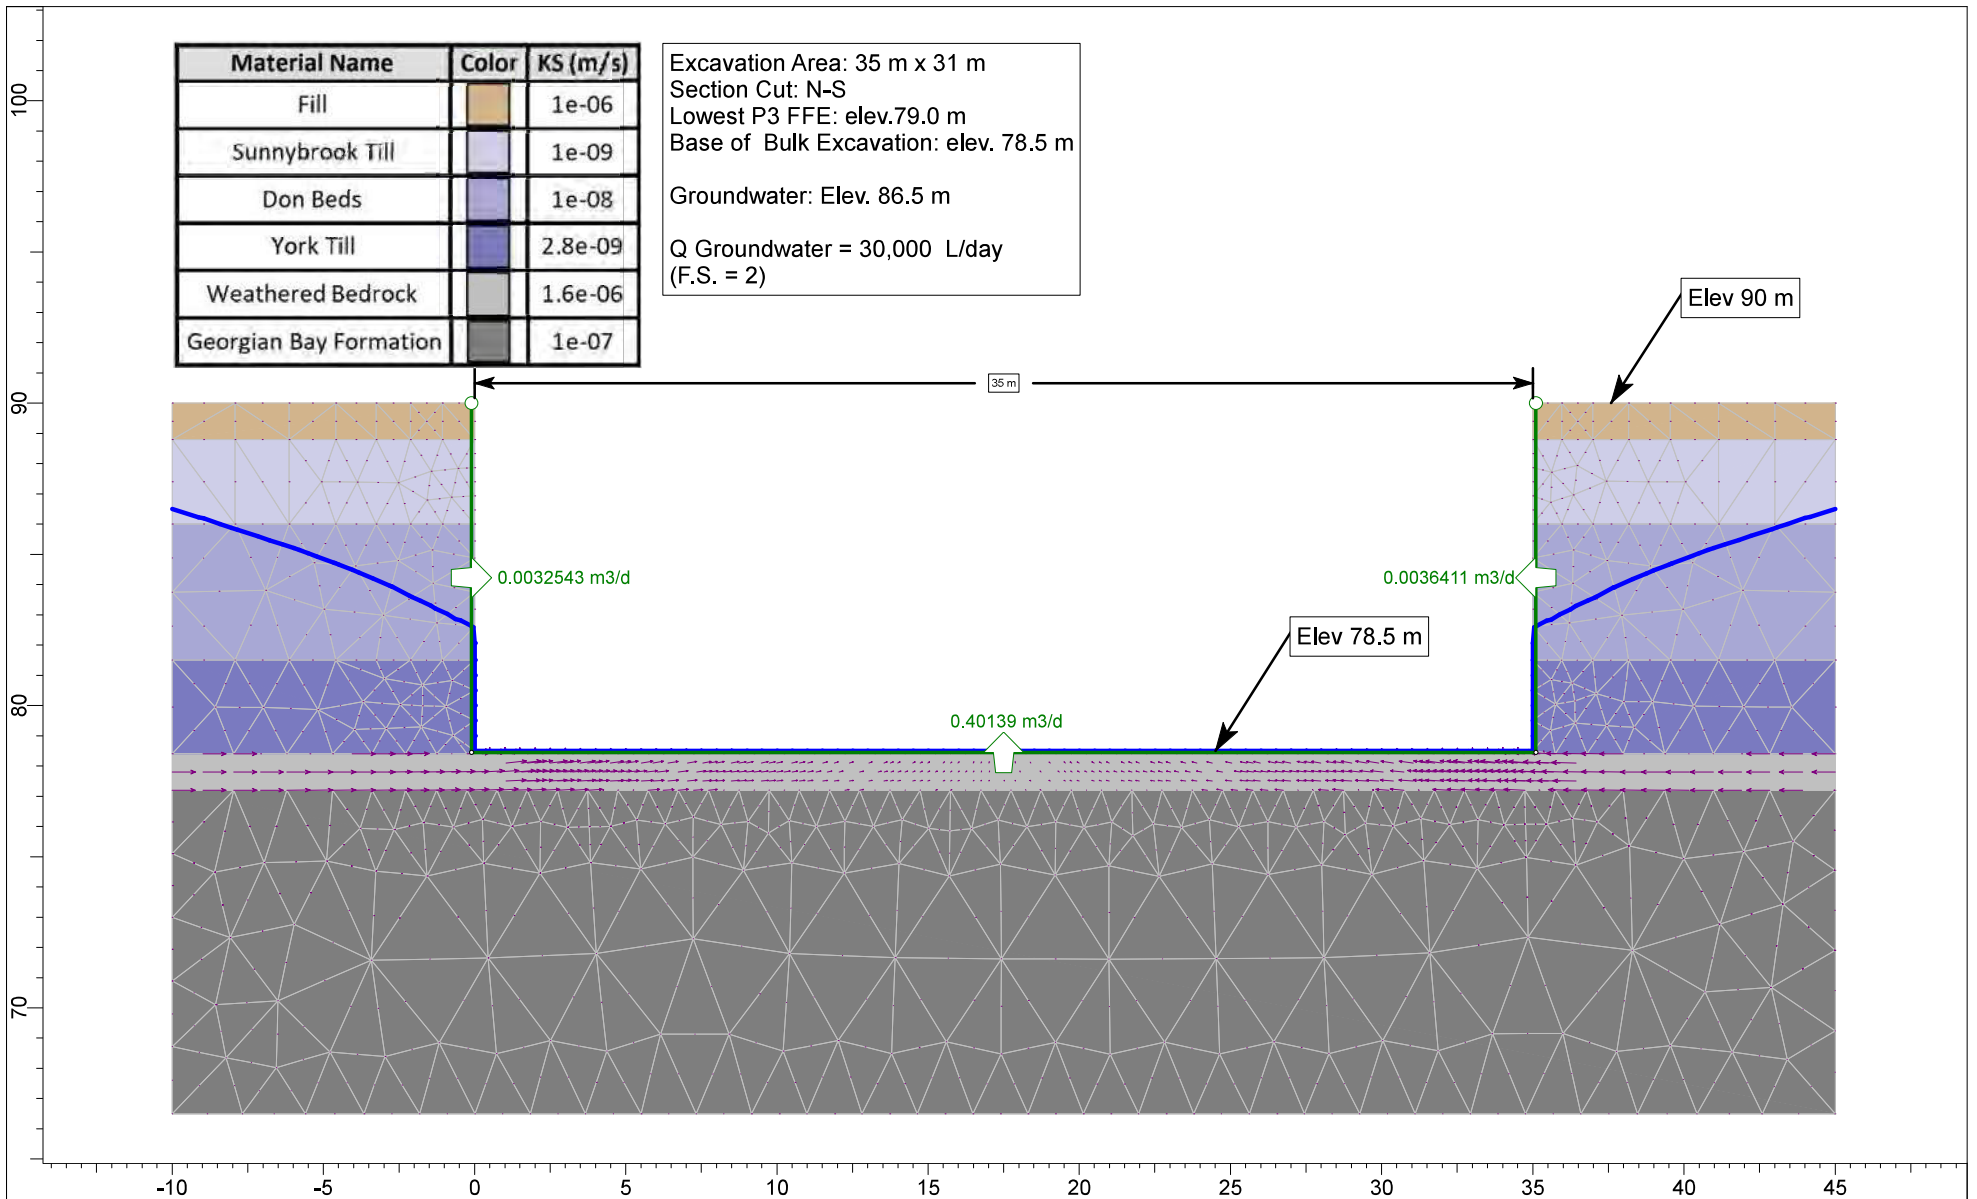 Material Name Color KS (m/s)
Fill 1e-06
Sunnybrook Till 1e-09
Don Beds 1e-08
York Till 2.8e-09
Weathered Bedrock 1.6e-06
Georgian Bay Formation 1e-07
Excavation Area: 35 m x 31 m
Section Cut: N-S
Lowest P3 FFE: elev.79.0 m
Base of Bulk Excavation: elev. 78.5 m
Groundwater: Elev. 86.5 m
Q Groundwater = 30,000 L/day
(F.S. = 2)
Elev 90 m
35 m
0.0032543 m3/d
0.0036411 m3/d
Elev 78.5 m
0.40139 m3/d
100
90
80
70
-10 -5 0 5 10 15 20 25 30 35 40 45